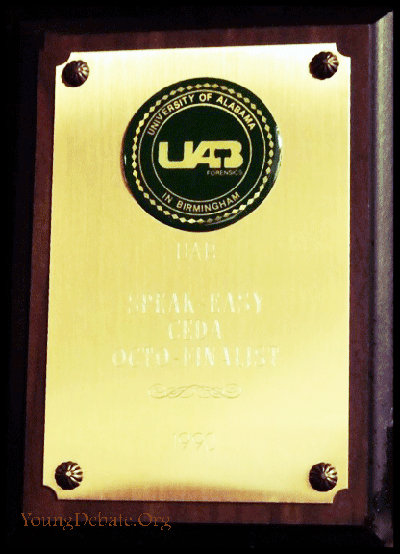 UNIVERSITY OF ALABAMA
UAB
FORENSICS
IN BIRMINGHAM
UAB
SPEAK-EASY
CEDA
OCTO-FINALIST
YoungDebate.Org